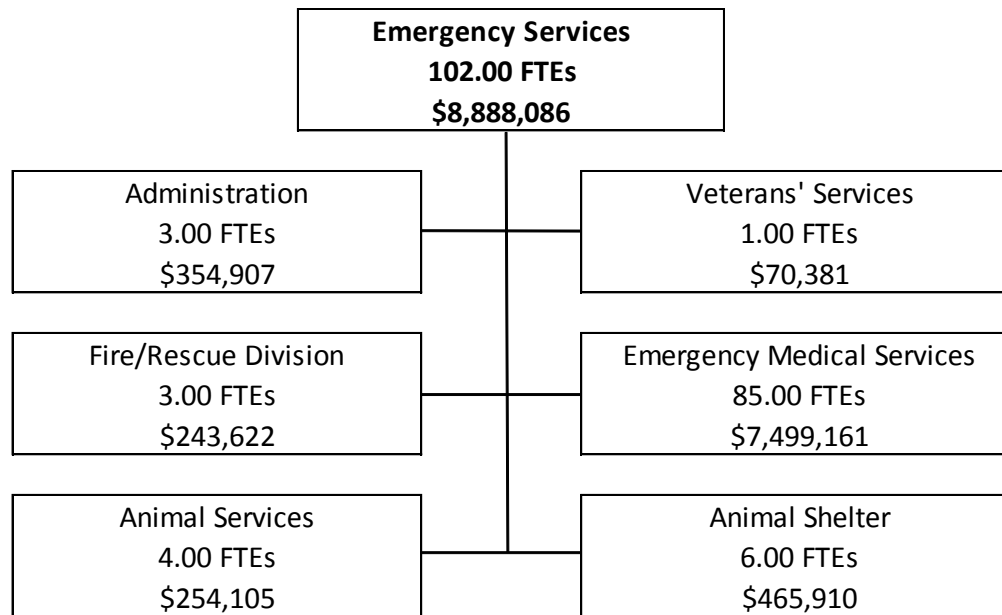 Emergency Services
102.00 FTEs
$8,888,086
Administration
3.00 FTEs
$354,907
Veterans' Services
1.00 FTEs
$70,381
Fire/Rescue Division
3.00 FTEs
$243,622
Emergency Medical Services
85.00 FTEs
$7,499,161
Animal Services
4.00 FTEs
$254,105
Animal Shelter
6.00 FTEs
$465,910